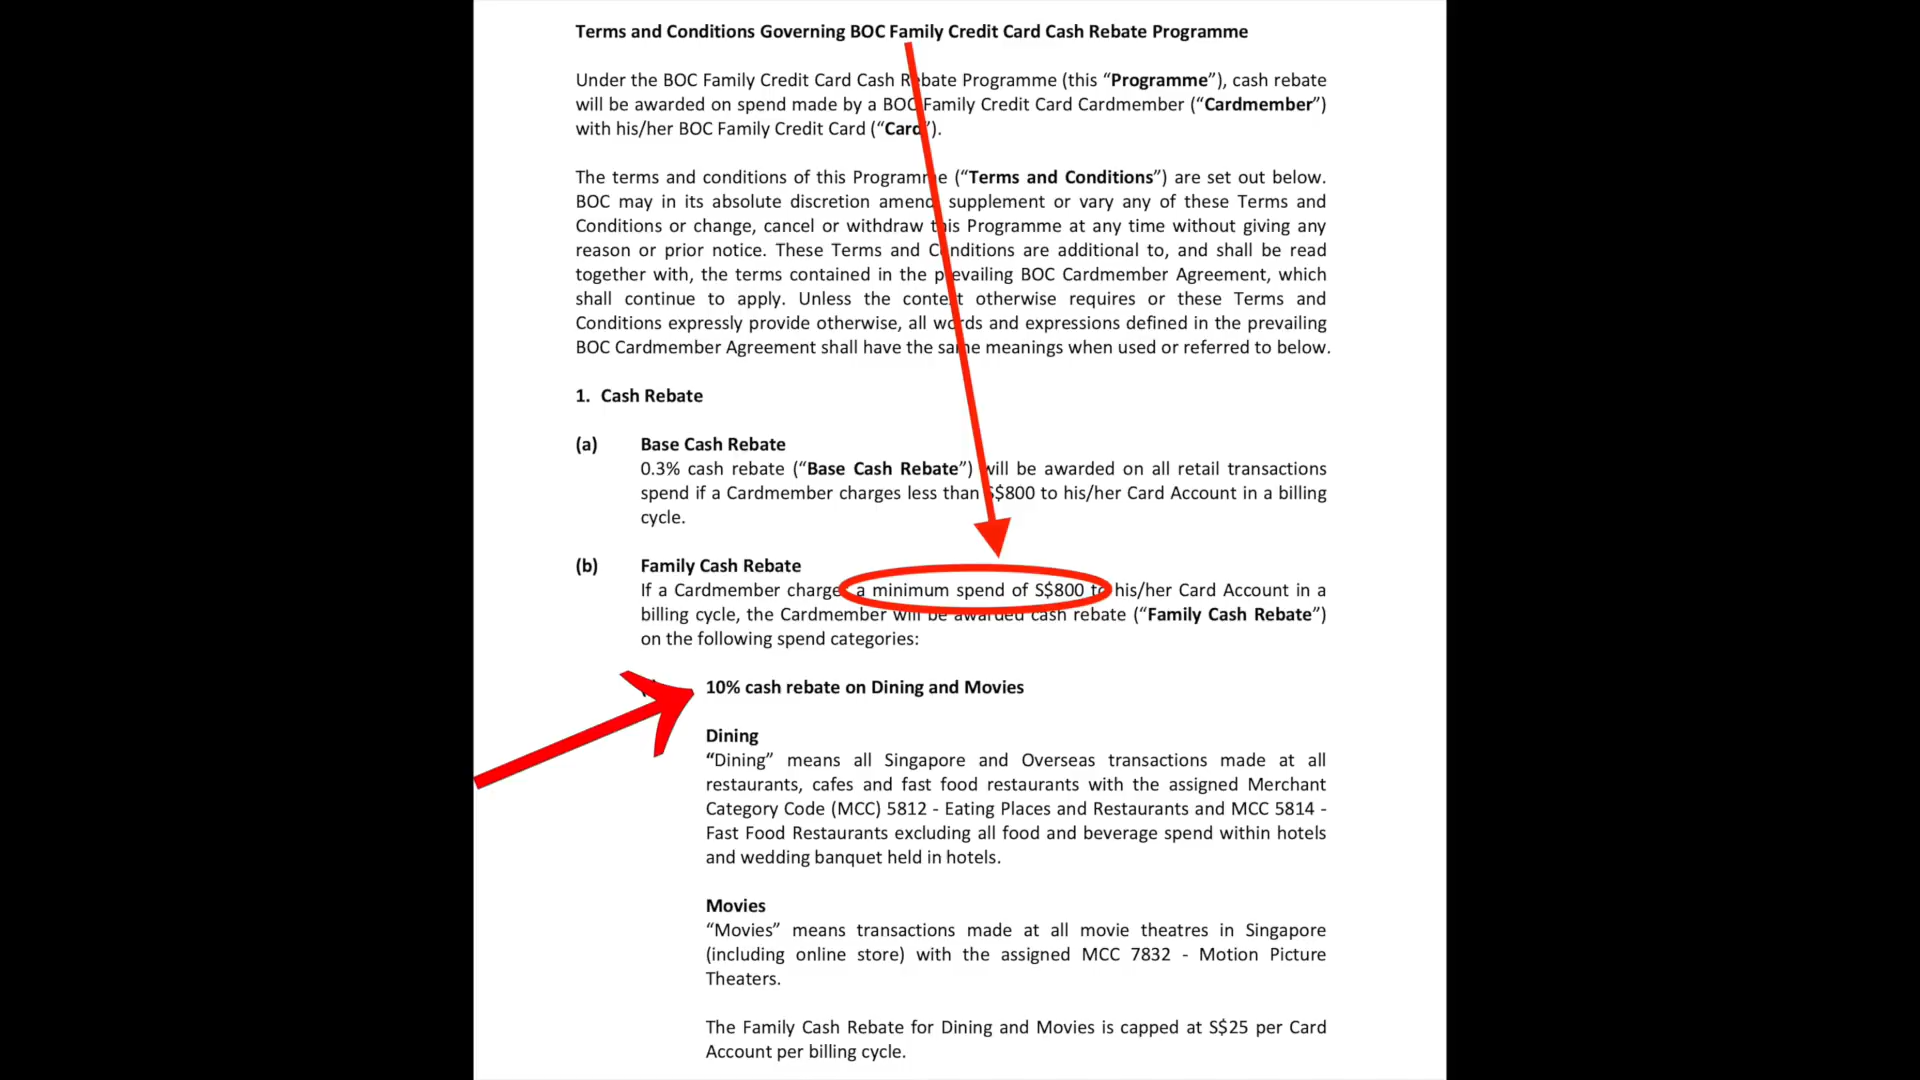 Terms and Conditions Governing BOC Family Credit Card Cash Rebate Programme
Under the BOC Family Credit Card Cash Rebate Programme (this “Programme”), cash rebate
will be awarded on spend made by a BOC Family Credit Card Cardmember (“Cardmember”)
with his/her BOC Family Credit Card (“Card”).
The terms and conditions of this Programme (“Terms and Conditions”) are set out below.
BOC may in its absolute discretion amend, supplement or vary any of these Terms and
Conditions or change, cancel or withdraw this Programme at any time without giving any
reason or prior notice. These Terms and Conditions are additional to, and shall be read
together with, the terms contained in the prevailing BOC Cardmember Agreement, which
shall continue to apply. Unless the context otherwise requires or these Terms and
Conditions expressly provide otherwise, all words and expressions defined in the prevailing
BOC Cardmember Agreement shall have the same meanings when used or referred to below.
1. Cash Rebate
(a) Base Cash Rebate
0.3% cash rebate (“Base Cash Rebate”) will be awarded on all retail transactions
spend if a Cardmember charges less than S$800 to his/her Card Account in a billing
cycle.
(b) Family Cash Rebate
If a Cardmember charges a minimum spend of S$800 to his/her Card Account in a
billing cycle, the Cardmember will be awarded cash rebate (“Family Cash Rebate”)
on the following spend categories:
10% cash rebate on Dining and Movies
Dining
“Dining” means all Singapore and Overseas transactions made at all
restaurants, cafes and fast food restaurants with the assigned Merchant
Category Code (MCC) 5812 - Eating Places and Restaurants and MCC 5814 -
Fast Food Restaurants excluding all food and beverage spend within hotels
and wedding banquet held in hotels.
Movies
“Movies” means transactions made at all movie theatres in Singapore
(including online store) with the assigned MCC 7832 - Motion Picture
Theaters.
The Family Cash Rebate for Dining and Movies is capped at S$25 per Card
Account per billing cycle.